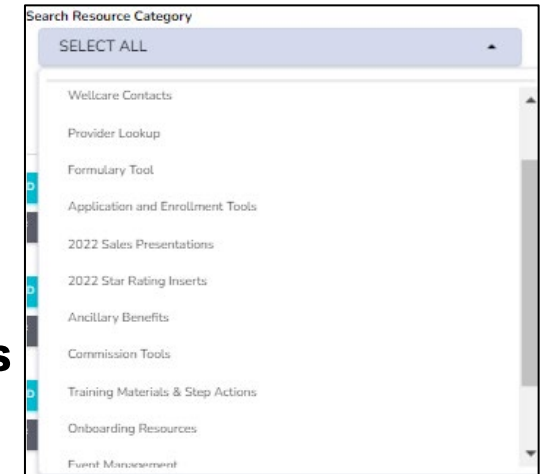 Search Resource Category
SELECT ALL
Wellcare Contacts
Provider Lookup
Formulary Tool
Application and Enrollment Tools
2022 Sales Presentations
2022 Star Rating Inserts
Ancillary Benefits
Commission Tools
Training Materials & Step Actions
Onboarding Resources
Event Management